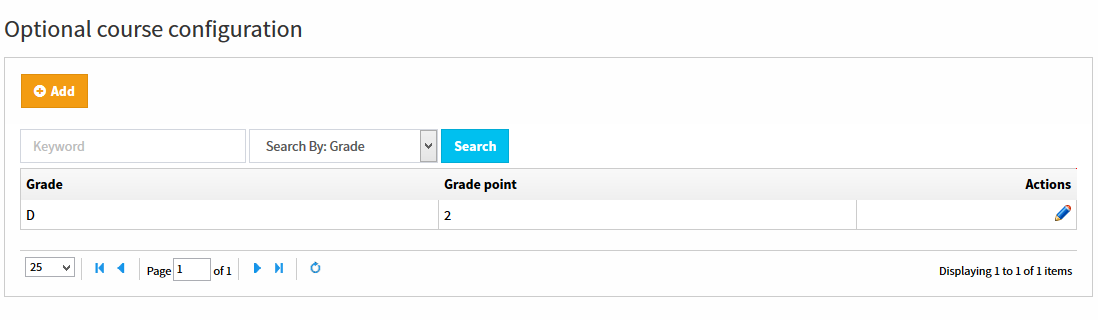 Optional course configuration
Add
Keyword Search By: Grade Search
Grade Grade point Actions
D 2
25 Page 1 of 1 Displaying 1 to 1 of 1 items